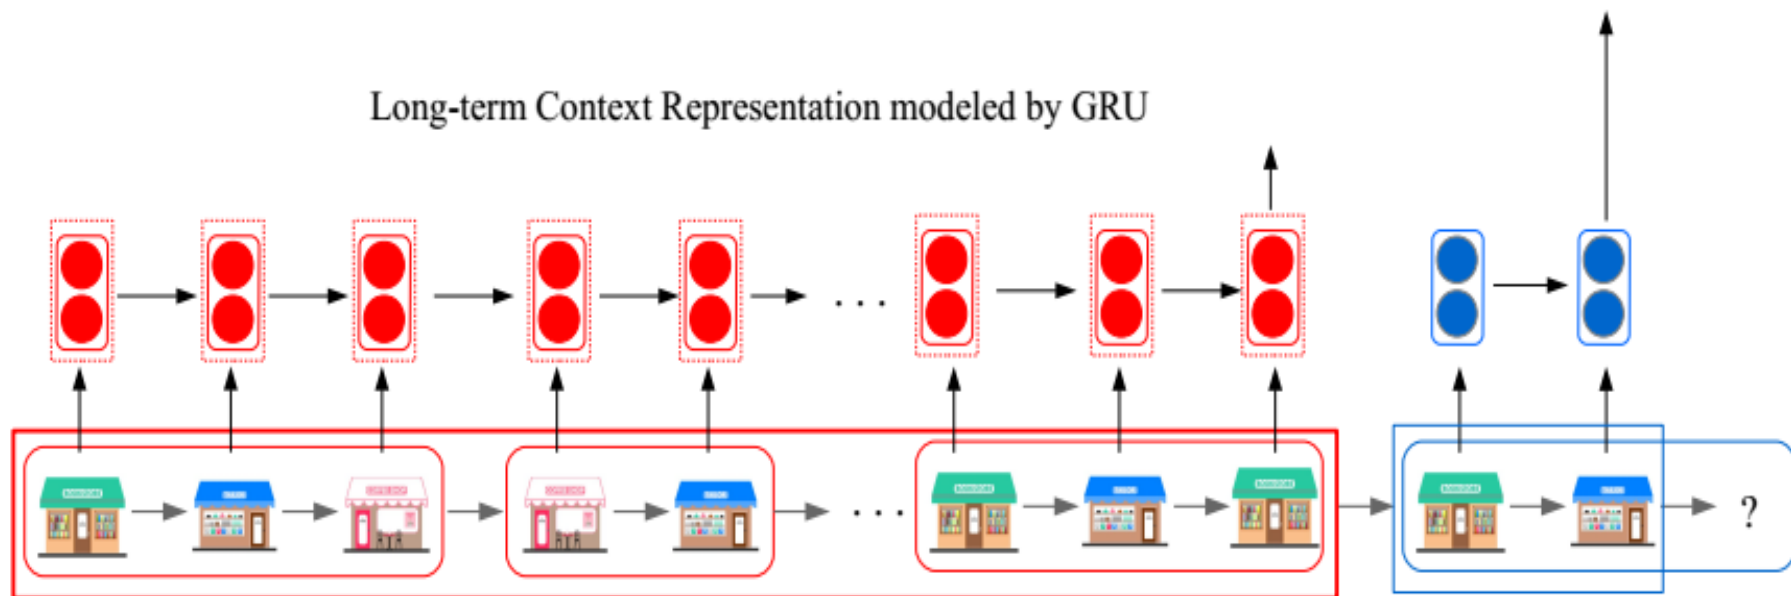 Long-term Context Representation modeled by GRU
. . .
. . .
?